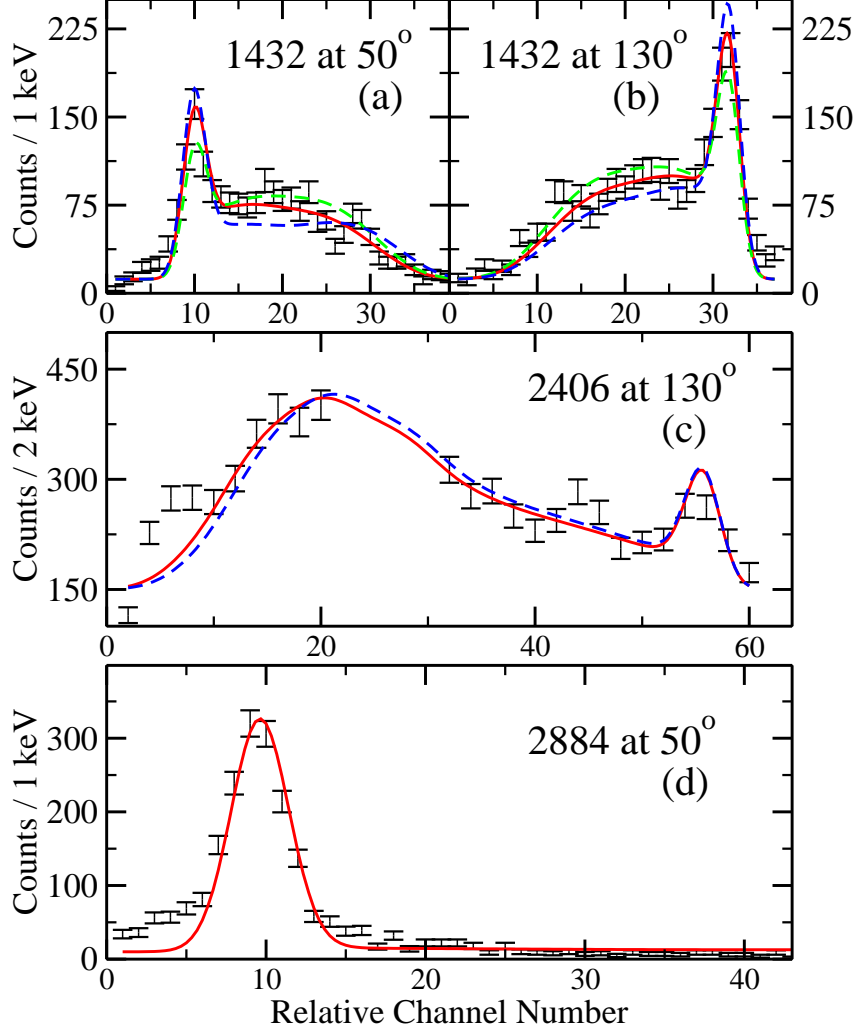 225
150
75
0
Counts / 1 keV
1432 at 50°
(a)
0 10 20 30
1432 at 130°
(b)
225
150
75
0
0 10 20 30
450
300
150
Counts / 2 keV
2406 at 130°
(c)
0 20 40 60
300
200
100
0
Counts / 1 keV
2884 at 50°
(d)
0 10 20 30 40
Relative Channel Number